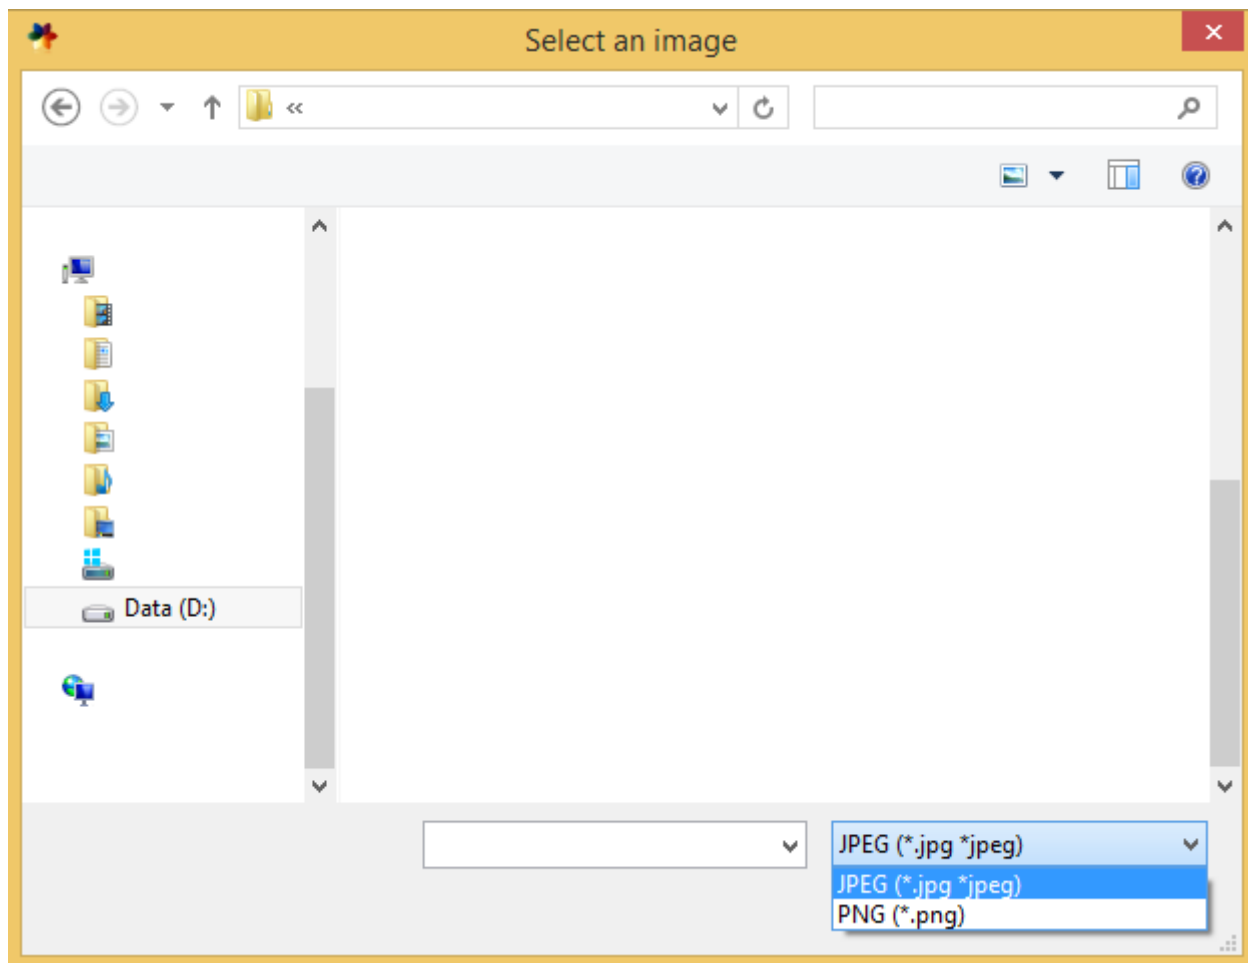 Select an image
«
Data (D:)
JPEG (*.jpg *jpeg)
JPEG (*.jpg *jpeg)
PNG (*.png)